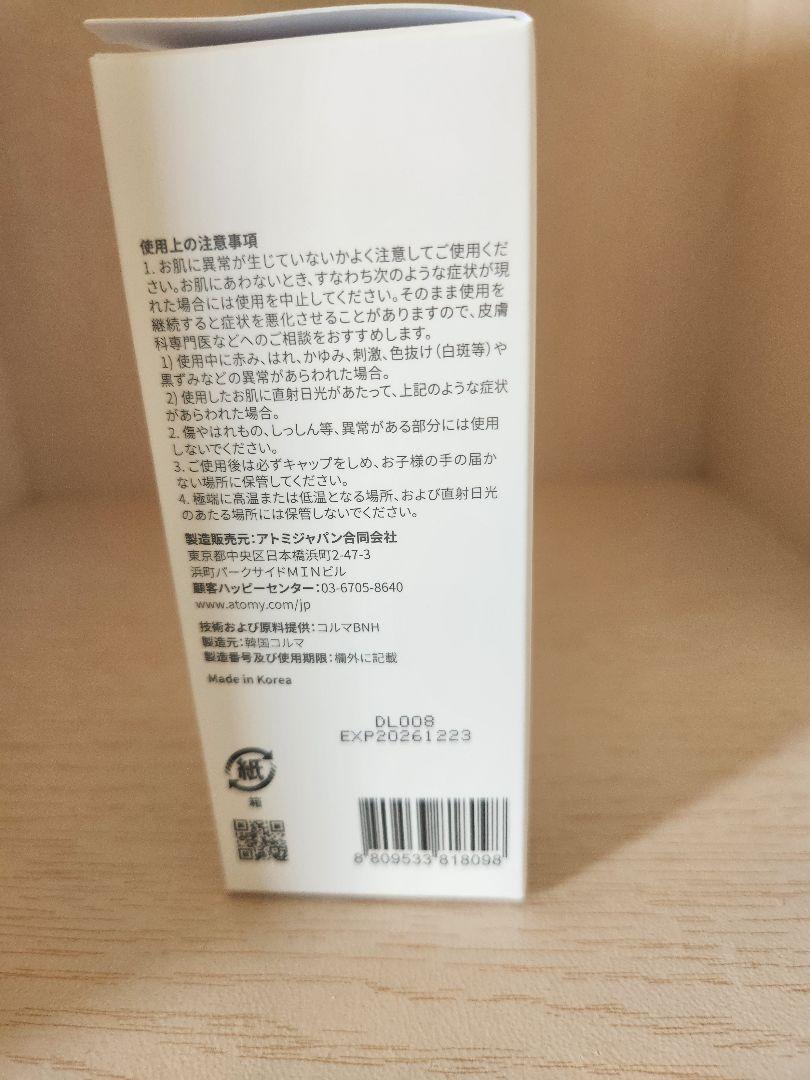 使用上の注意事項
1. お肌に異常が生じていないかよく注意してご使用くだ
さい。お肌にあわないとき、すなわち次のような症状が現
れた場合には使用を中止してください。そのまま使用を
継続すると症状を悪化させることがありますので、皮膚
科専門医などへのご相談をおすすめします。
1) 使用中に赤み、はれ、かゆみ、刺激、色抜け(白斑等)や
黒ずみなどの異常があらわれた場合。
2) 使用したお肌に直射日光があたって、上記のような症状
があらわれた場合。
2. 傷やはれもの、しっしん等、異常がある部分には使用
しないでください。
3. ご使用後は必ずキャップをしめ、お子様の手の届か
ない場所に保管してください。
4. 極端に高温または低温となる場所、および直射日光
のあたる場所には保管しないでください。
製造販売元:アトミジャパン合同会社
東京都中央区日本橋浜町2-47-3
浜町パークサイドMINビル
顧客ハッピーセンター:03-6705-8640
www.atomy.com/jp
技術および原料提供:コルマBNH
製造元:韓国コルマ
製造番号及び使用期限:欄外に記載
Made in Korea
DL008
EXP20261223
紙
箱
8 809533 818098